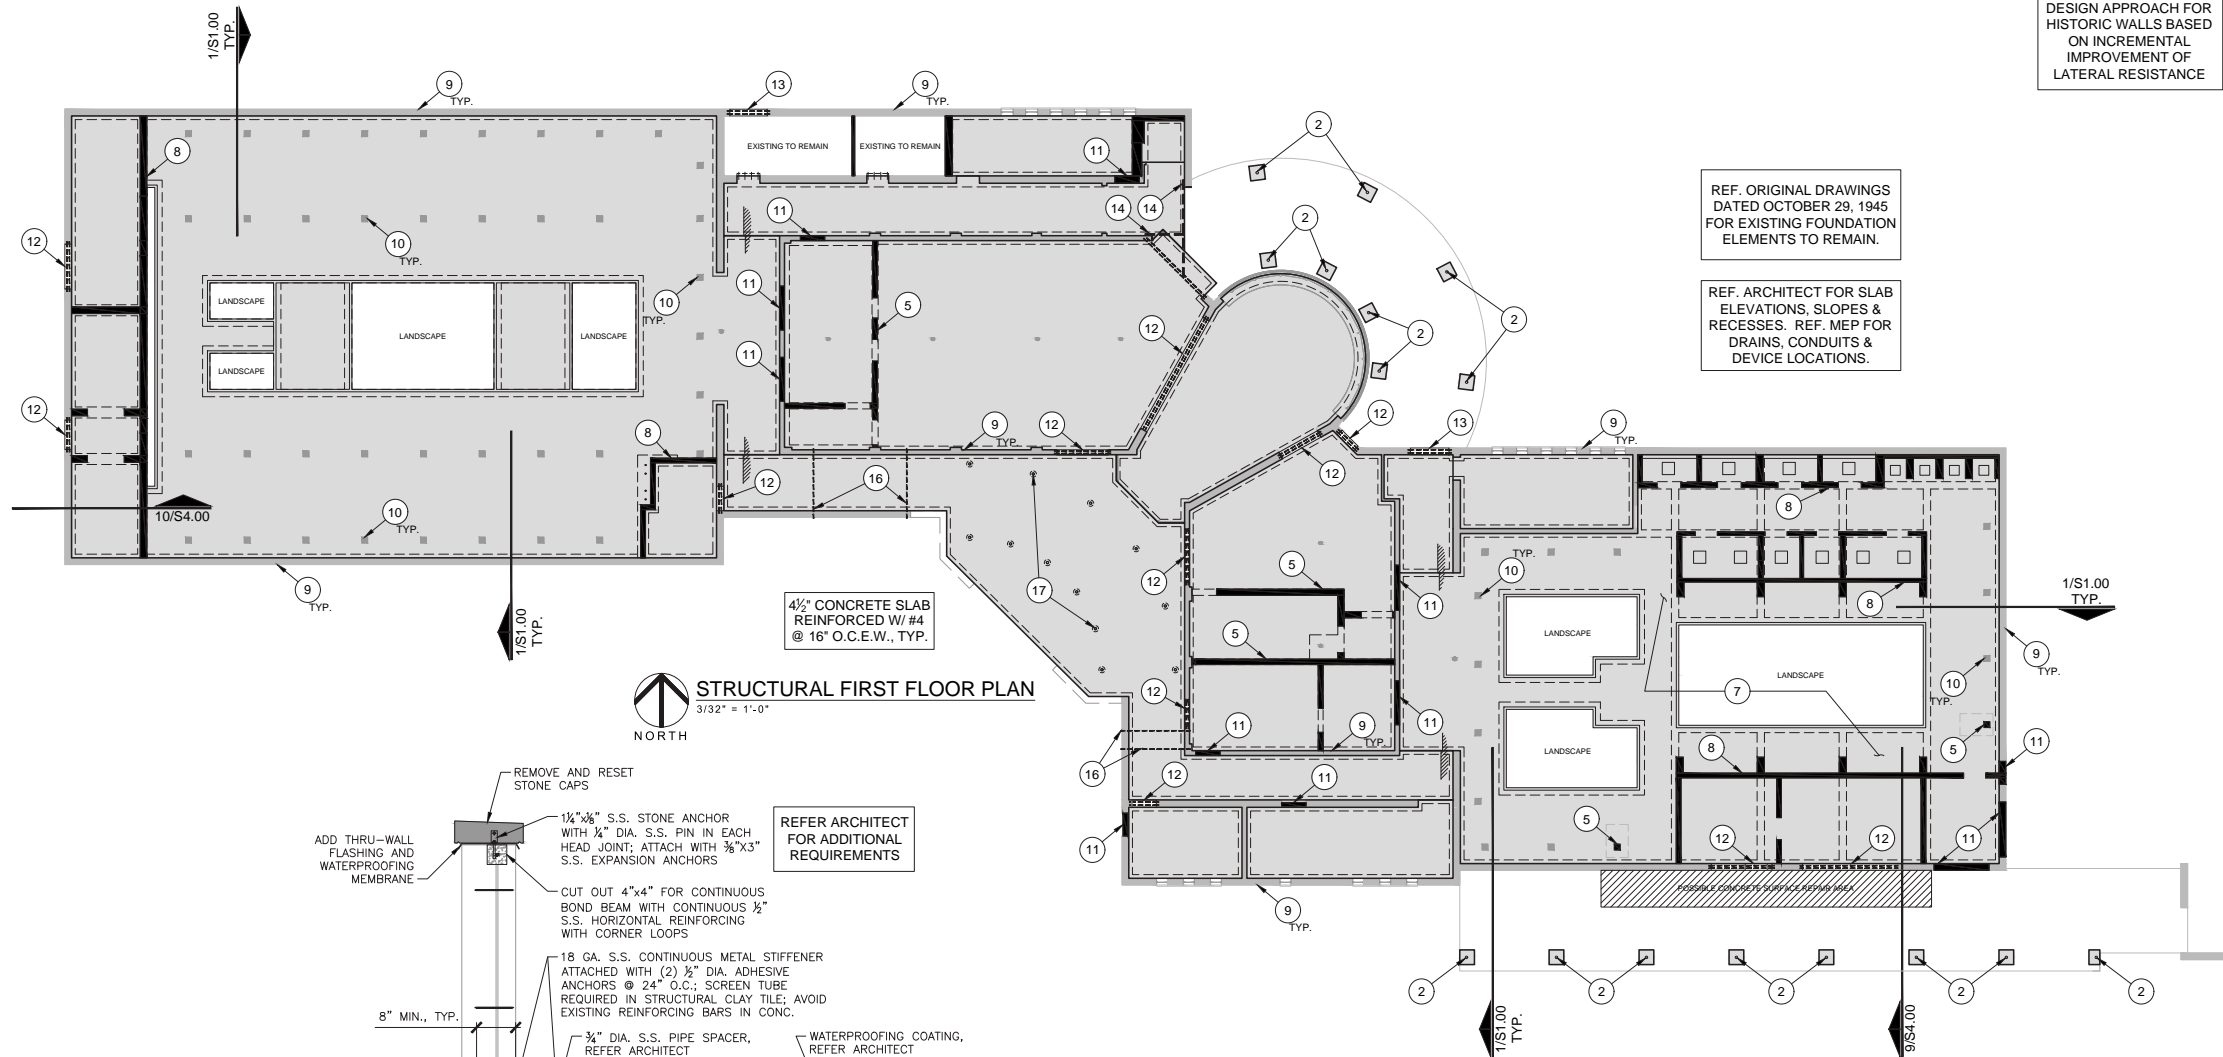 DESIGN APPROACH FOR
HISTORIC WALLS BASED
ON INCREMENTAL
IMPROVEMENT OF
LATERAL RESISTANCE
1/S1.00
TYP.
9
TYP.
13
9
TYP.
2
8
EXISTING TO REMAIN
EXISTING TO REMAIN
11
REF. ORIGINAL DRAWINGS
DATED OCTOBER 29, 1945
FOR EXISTING FOUNDATION
ELEMENTS TO REMAIN.
11
14
14
2
12
10
TYP.
11
10
TYP.
5
2
2
REF. ARCHITECT FOR SLAB
ELEVATIONS, SLOPES &
RECESSES. REF. MEP FOR
DRAINS, CONDUITS &
DEVICE LOCATIONS.
LANDSCAPE
LANDSCAPE
LANDSCAPE
LANDSCAPE
12
11
12
8
9
TYP.
12
12
13
9
TYP.
12
12
16
10/S4.00
10
TYP.
8
12
5
TYP.
10
9
TYP.
17
11
8
1/S1.00
TYP.
1/S1.00
TYP.
4½" CONCRETE SLAB
REINFORCED W/ #4
@ 16" O.C.E.W., TYP.
5
LANDSCAPE
9
TYP.
STRUCTURAL FIRST FLOOR PLAN
3/32" = 1'-0"
NORTH
12
7
LANDSCAPE
10
TYP.
11
9
TYP.
11
LANDSCAPE
5
11
16
12
11
8
5
12
12
11
11
REMOVE AND RESET
STONE CAPS
1¼"x⅛" S.S. STONE ANCHOR
WITH ¼" DIA. S.S. PIN IN EACH
HEAD JOINT; ATTACH WITH ⅜"X3"
S.S. EXPANSION ANCHORS
REFER ARCHITECT
FOR ADDITIONAL
REQUIREMENTS
ADD THRU-WALL
FLASHING AND
WATERPROOFING
MEMBRANE
CUT OUT 4"x4" FOR CONTINUOUS
BOND BEAM WITH CONTINUOUS ½"
S.S. HORIZONTAL REINFORCING
WITH CORNER LOOPS
POSSIBLE CONCRETE SURFACE REPAIR AREA
9
TYP.
18 GA. S.S. CONTINUOUS METAL STIFFENER
ATTACHED WITH (2) ½" DIA. ADHESIVE
ANCHORS @ 24" O.C.; SCREEN TUBE
REQUIRED IN STRUCTURAL CLAY TILE; AVOID
EXISTING REINFORCING BARS IN CONC.
2
2
2
2
2
8" MIN., TYP.
¾" DIA. S.S. PIPE SPACER,
REFER ARCHITECT
WATERPROOFING COATING,
REFER ARCHITECT
1/S1.00
TYP.
9/S4.00